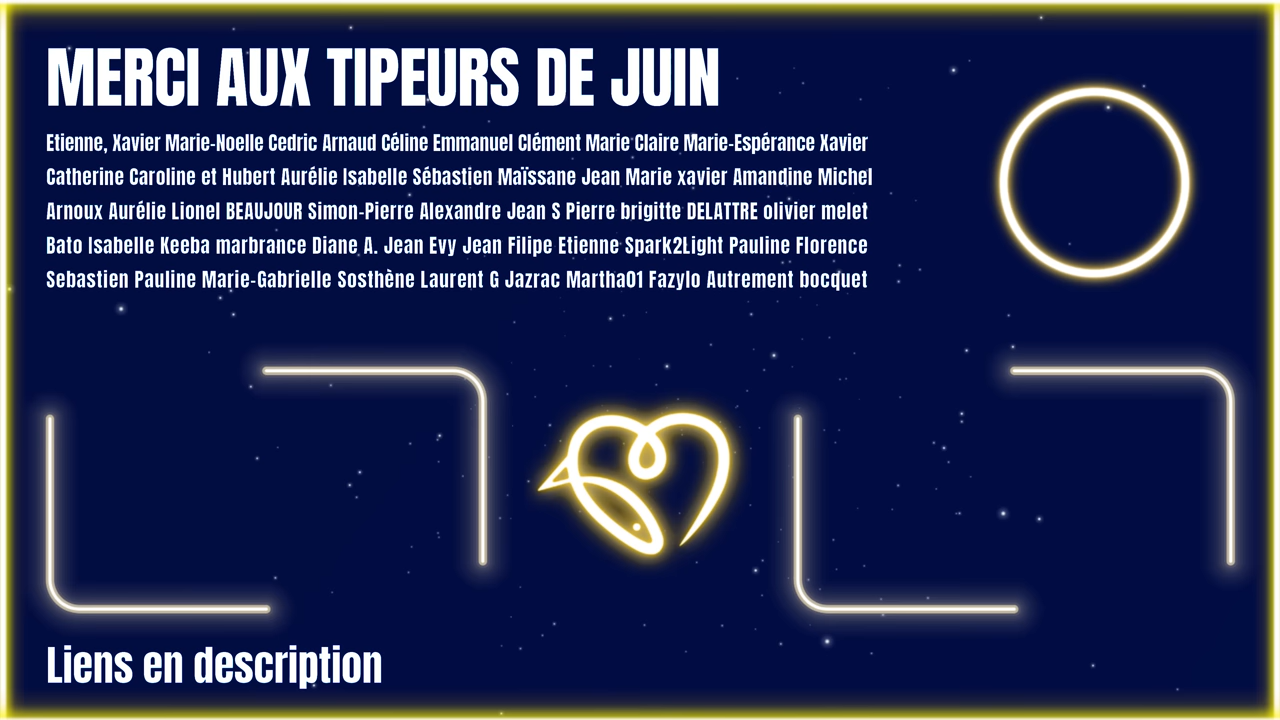 MERCI AUX TIPEURS DE JUIN
Etienne, Xavier Marie-Noelle Cedric Arnaud Céline Emmanuel Clément Marie Claire Marie-Espérance Xavier
Catherine Caroline et Hubert Aurélie Isabelle Sébastien Maïssane Jean Marie xavier Amandine Michel
Arnoux Aurélie Lionel BEAUJOUR Simon-Pierre Alexandre Jean S Pierre brigitte DELATTRE olivier melet
Bato Isabelle Keeba marbrance Diane A. Jean Evy Jean Filipe Etienne Spark2Light Pauline Florence
Sebastien Pauline Marie-Gabrielle Sosthène Laurent G Jazrac Martha01 Fazylo Autrement bocquet
Liens en description